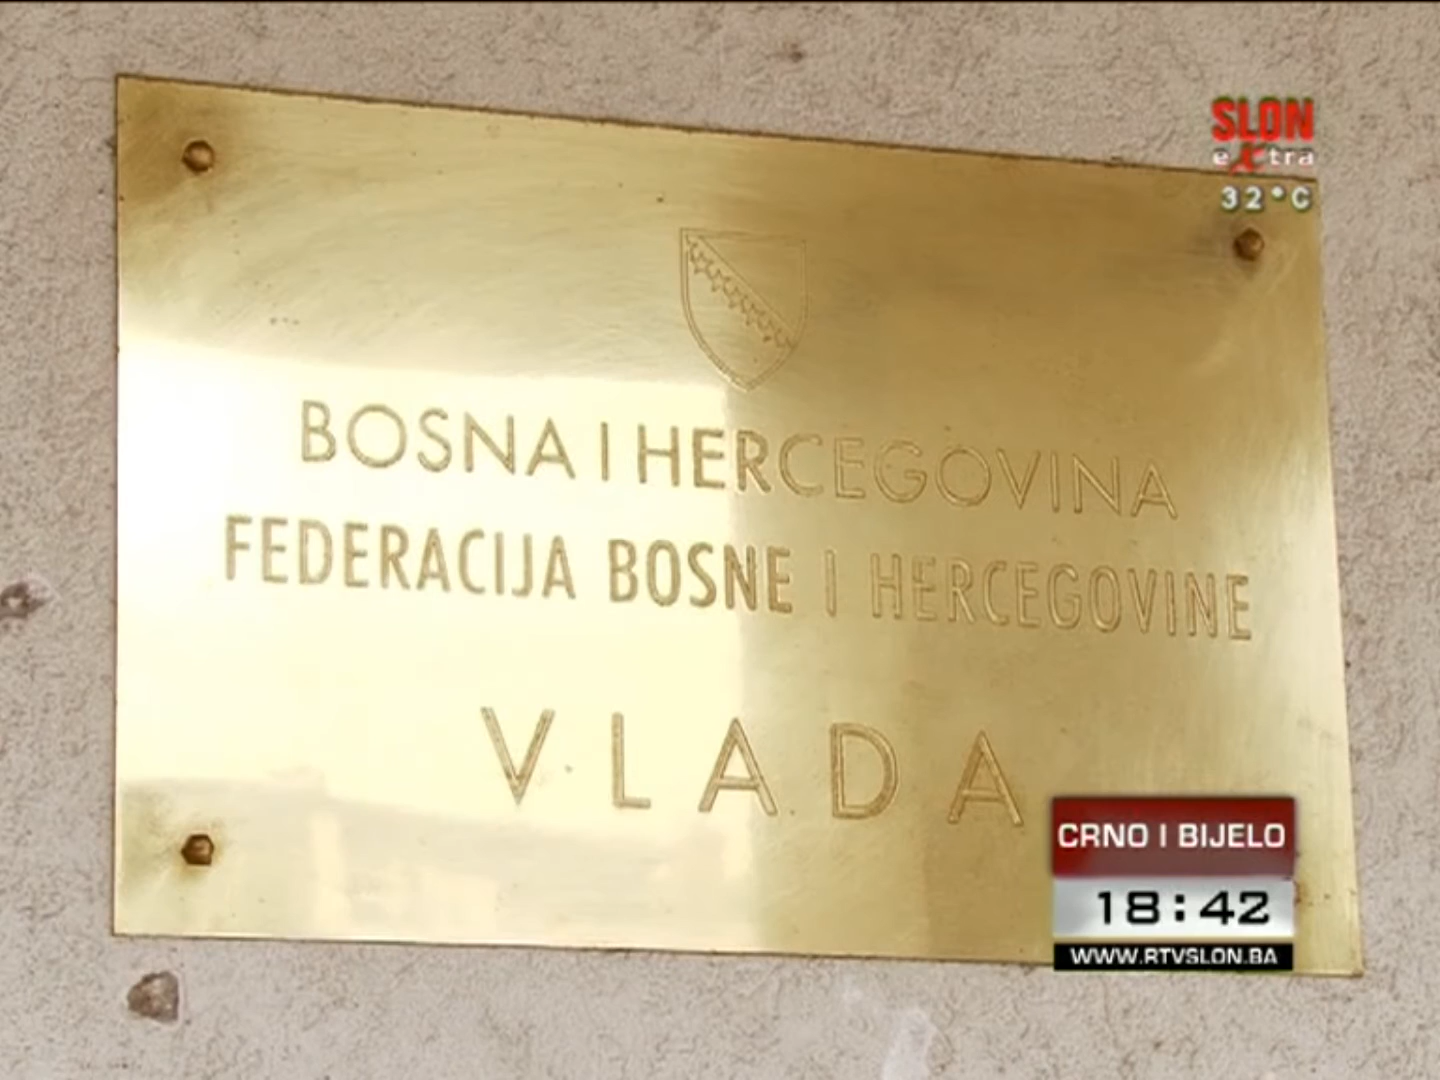 SLON
extra
32°C
BOSNA I HERCEGOVINA
FEDERACIJA BOSNE I HERCEGOVINE
VLADA
CRNO I BIJELO
18:42
WWW.RTVSLON.BA